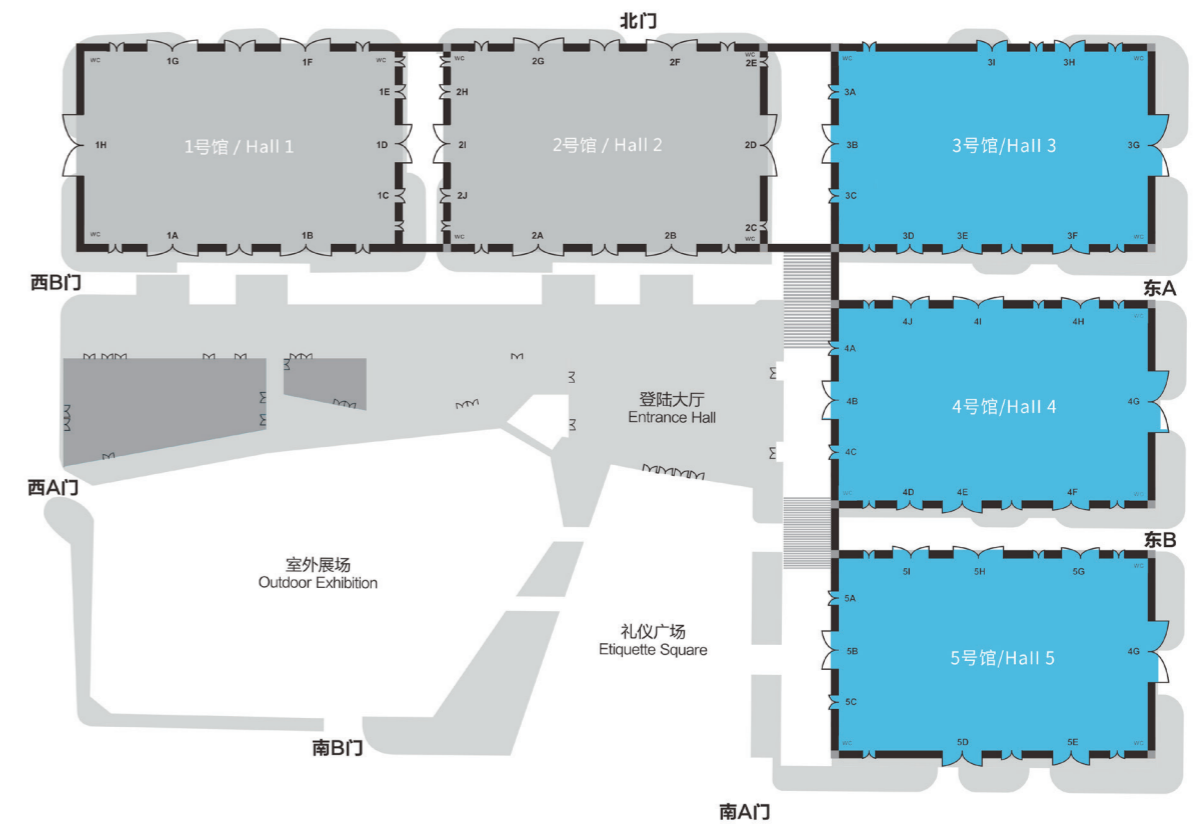 北门
WC
1G
1F
WC
2G
2F
WC
2E
WC
3I
3H
WC
1E
2H
3A
1H
1号馆 / Hall 1
1D
2I
2号馆 / Hall 2
2D
3B
3号馆/Hall 3
3G
1C
2J
3C
WC
1A
1B
WC
2A
2B
2C
WC
3D
3E
3F
WC
西B门
东A
4J
4I
4H
WC
4A
登陆大厅
Entrance Hall
4B
4号馆/Hall 4
4G
4C
西A门
WC
4D
4E
4F
WC
东B
室外展场
Outdoor Exhibition
5I
5H
5G
WC
5A
礼仪广场
Etiquette Square
5B
5号馆/Hall 5
4G
5C
南B门
WC
5D
5E
WC
南A门